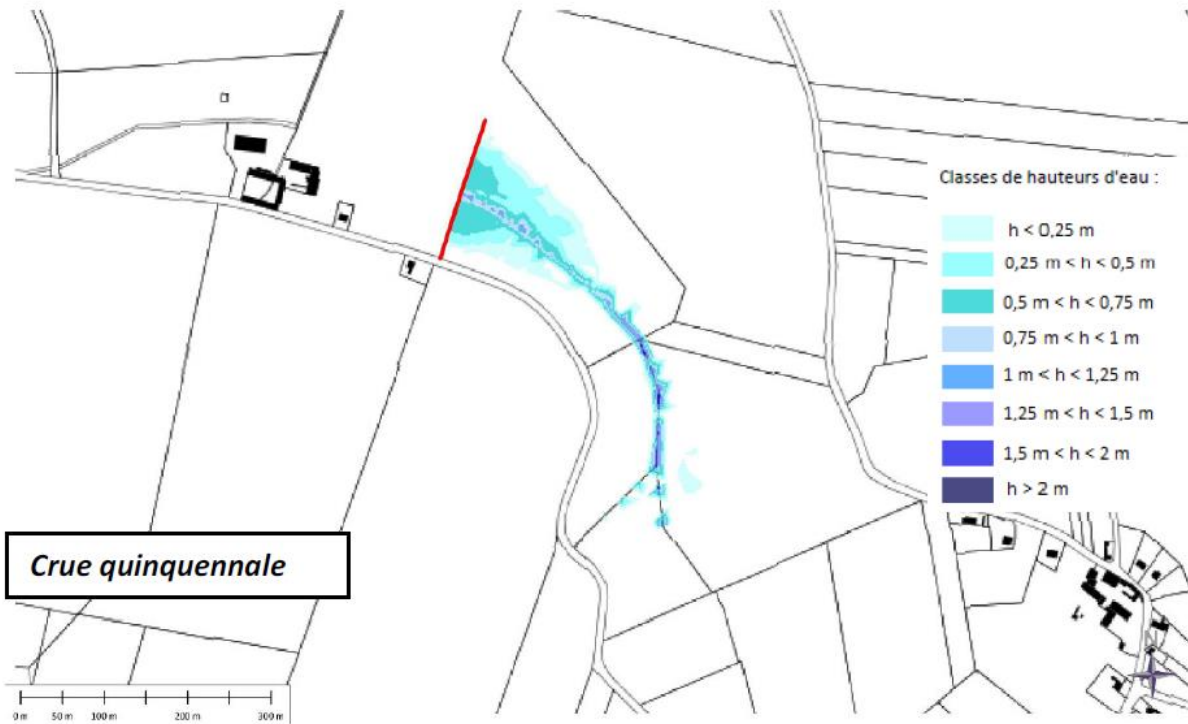 Classes de hauteurs d'eau :
h < 0,25 m
0,25 m < h < 0,5 m
0,5 m < h < 0,75 m
0,75 m < h < 1 m
1 m < h < 1,25 m
1,25 m < h < 1,5 m
1,5 m < h < 2 m
h > 2 m
Crue quinquennale
0 m 50 m 100 m 200 m 300 m